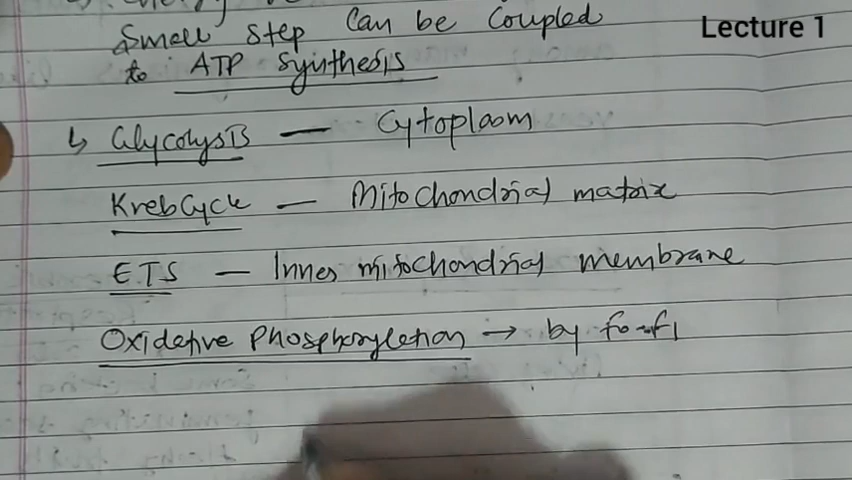 Small step can be coupled
Lecture 1
to ATP synthesis
↳ Glycolysis — Cytoplasm
Kreb Cycle — Mitochondrial matrix
ETS — Inner mitochondrial membrane
Oxidative Phosphorylation → by fo-f1